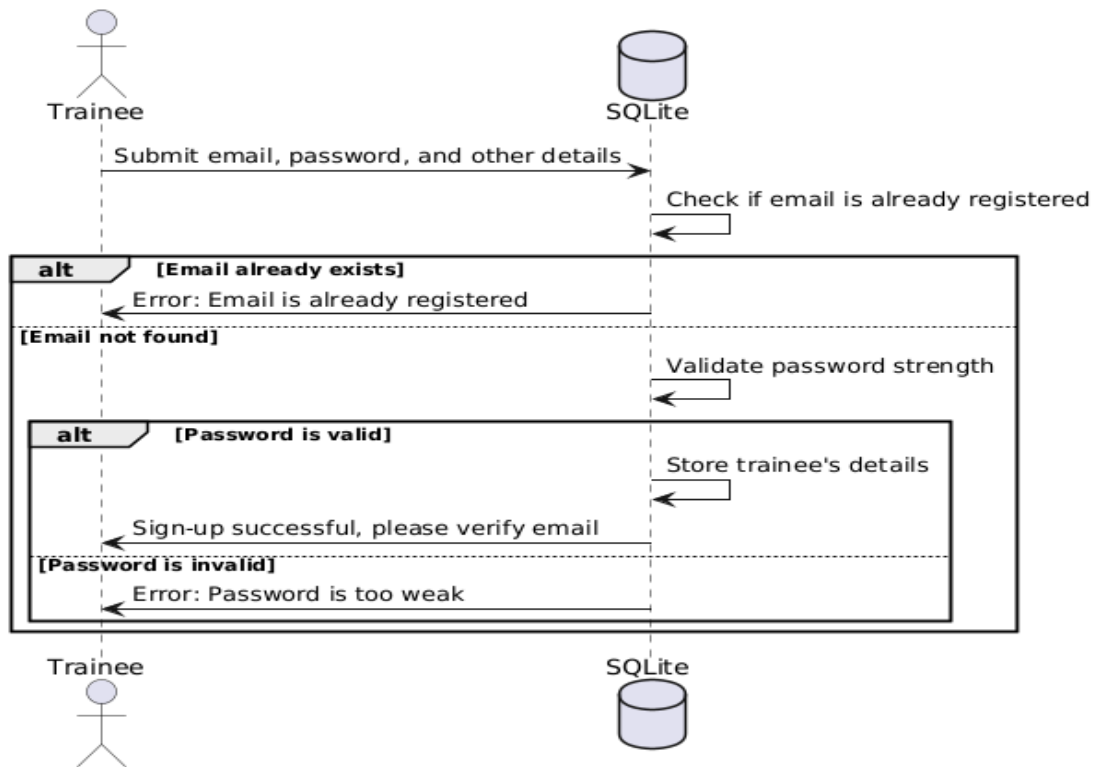 Trainee
SQLite
Submit email, password, and other details
Check if email is already registered
alt [Email already exists]
Error: Email is already registered
[Email not found]
Validate password strength
alt [Password is valid]
Store trainee's details
Sign-up successful, please verify email
[Password is invalid]
Error: Password is too weak
Trainee
SQLite